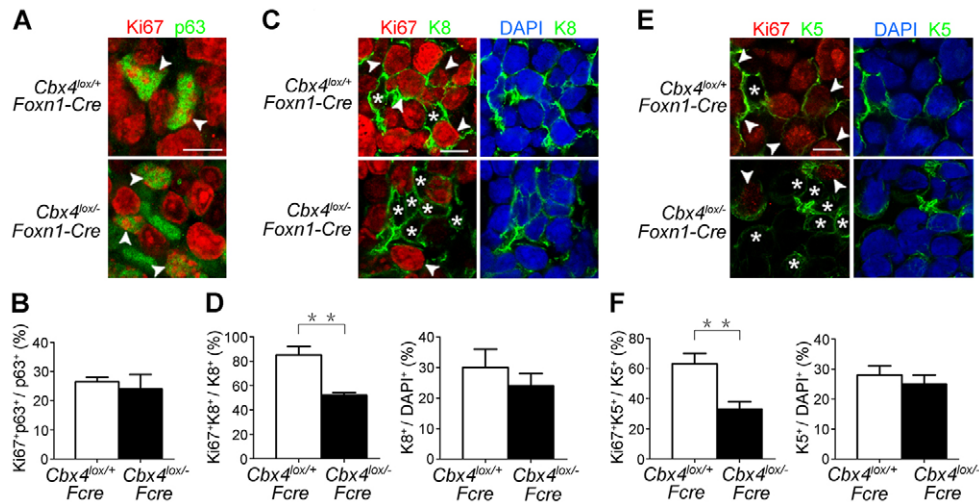 A
Ki67 p63
Cbx4lox/+
Foxn1-Cre
Cbx4lox/-
Foxn1-Cre
C
Ki67 K8
DAPI K8
Cbx4lox/+
Foxn1-Cre
* *
Cbx4lox/-
Foxn1-Cre
* * * * * * *
E
Ki67 K5
DAPI K5
Cbx4lox/+
Foxn1-Cre
*
Cbx4lox/-
Foxn1-Cre
* * * * * * *
B
Ki67+p63+ / p63+ (%)
40
30
20
10
0
Cbx4lox/+
Fcre
Cbx4lox/-
Fcre
D
Ki67+K8+ / K8+ (%)
100
80
60
40
20
0
* *
Cbx4lox/+
Fcre
Cbx4lox/-
Fcre
K8+ / DAPI+ (%)
40
30
20
10
0
Cbx4lox/+
Fcre
Cbx4lox/-
Fcre
F
Ki67+K5+ / K5+ (%)
80
60
40
20
0
* *
Cbx4lox/+
Fcre
Cbx4lox/-
Fcre
K5+ / DAPI+ (%)
40
30
20
10
0
Cbx4lox/+
Fcre
Cbx4lox/-
Fcre